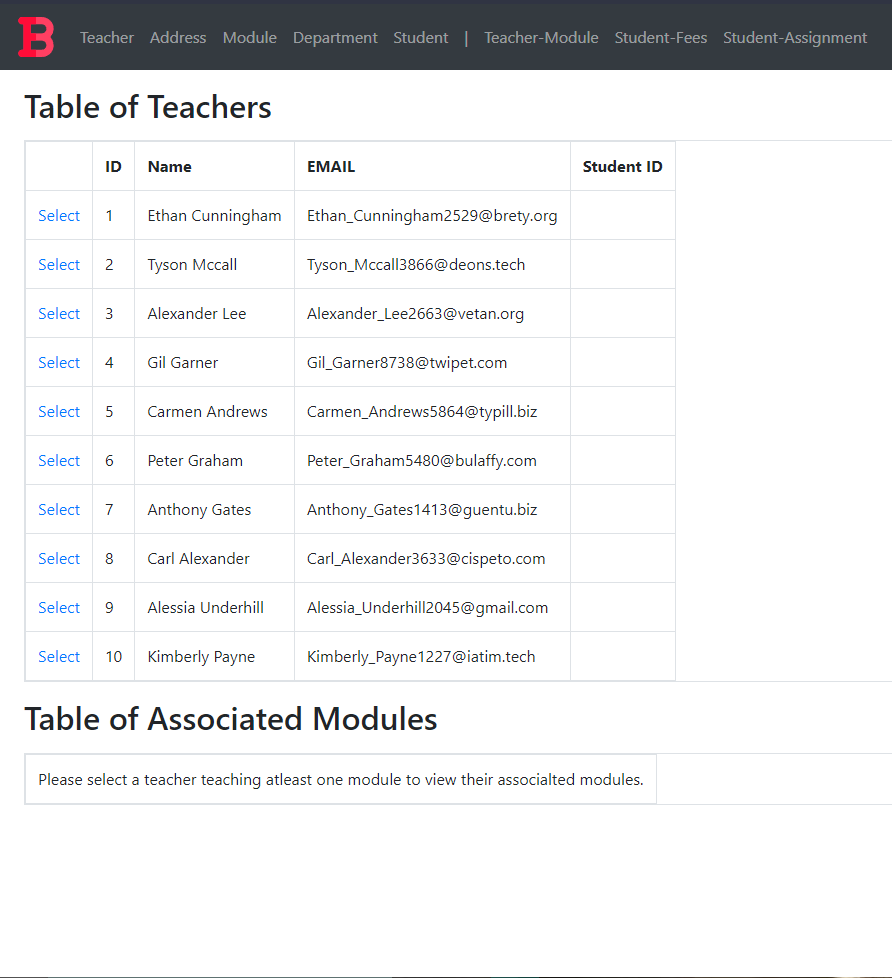 B Teacher Address Module Department Student | Teacher-Module Student-Fees Student-Assignment
Table of Teachers
ID Name EMAIL Student ID
Select 1 Ethan Cunningham Ethan_Cunningham2529@brety.org
Select 2 Tyson Mccall Tyson_Mccall3866@deons.tech
Select 3 Alexander Lee Alexander_Lee2663@vetan.org
Select 4 Gil Garner Gil_Garner8738@twipet.com
Select 5 Carmen Andrews Carmen_Andrews5864@typill.biz
Select 6 Peter Graham Peter_Graham5480@bulaffy.com
Select 7 Anthony Gates Anthony_Gates1413@guentu.biz
Select 8 Carl Alexander Carl_Alexander3633@cispeto.com
Select 9 Alessia Underhill Alessia_Underhill2045@gmail.com
Select 10 Kimberly Payne Kimberly_Payne1227@iatim.tech
Table of Associated Modules
Please select a teacher teaching atleast one module to view their associalted modules.